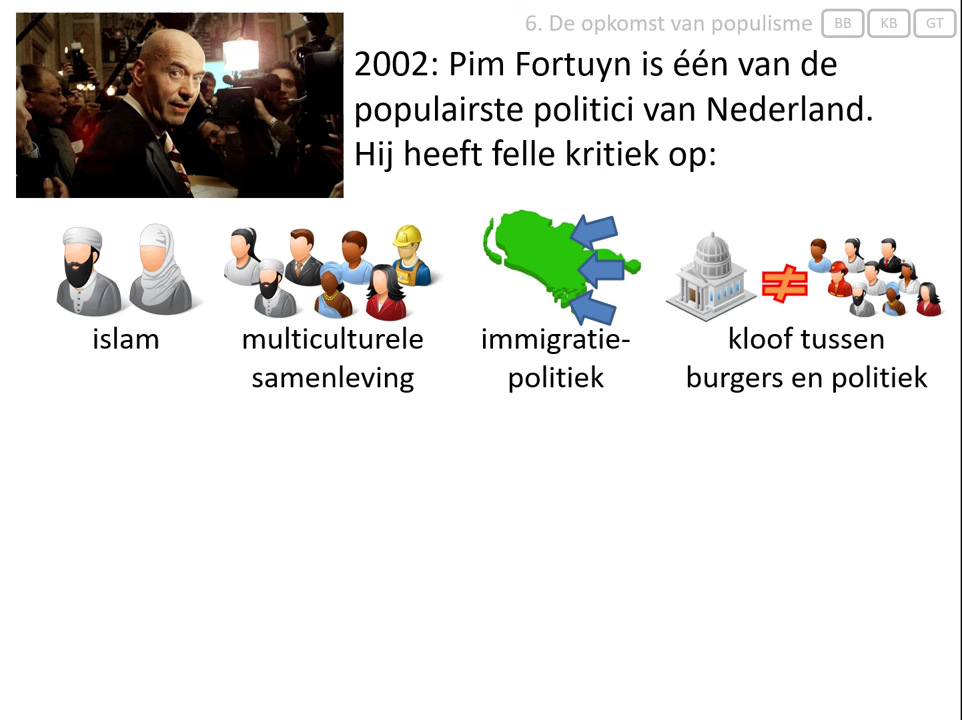 6. De opkomst van populisme BB KB GT
2002: Pim Fortuyn is één van de
populairste politici van Nederland.
Hij heeft felle kritiek op:
islam
multiculturele
samenleving
immigratie-
politiek
kloof tussen
burgers en politiek